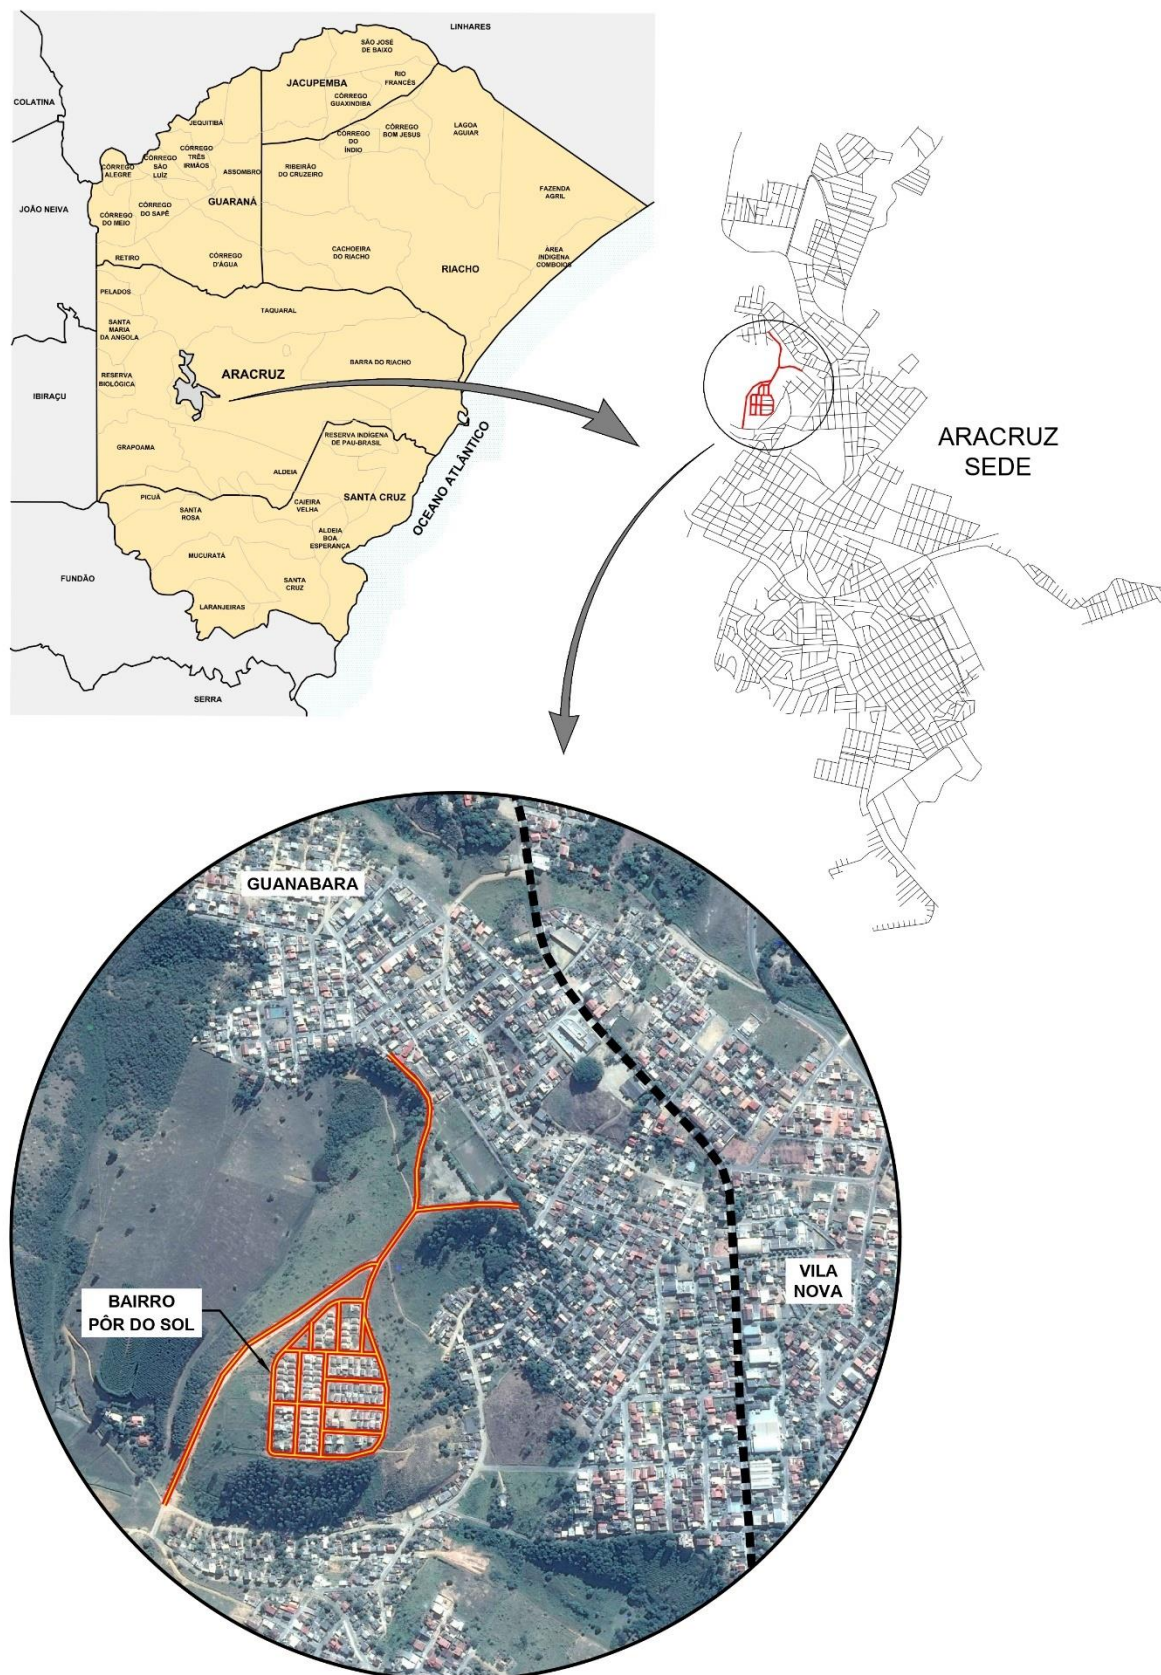 LINHARES
SÃO JOSÉ
DE BAIXO
JACUPEMBA
RIO
FRANCÊS
CÓRREGO
GUAXINDIBA
COLATINA
JEQUITIBÁ
LAGOA
AGUIAR
CÓRREGO
BOM JESUS
CÓRREGO
DO
ÍNDIO
CÓRREGO
TRÊS
IRMÃOS
CÓRREGO
SÃO
LUÍZ
CÓRREGO
ALEGRE
ASSOMBRO
RIBEIRÃO
DO CRUZEIRO
FAZENDA
AGRIL
JOÃO NEIVA
GUARANÁ
CÓRREGO
DO SAPÊ
CÓRREGO
DO MEIO
RETIRO
CÓRREGO
D'ÁGUA
CACHOEIRA
DO RIACHO
RIACHO
ÁREA
INDIGENA
COMBOIOS
PELADOS
TAQUARAL
SANTA
MARIA
DA ANGOLA
ARACRUZ
BARRA DO RIACHO
RESERVA
BIOLÓGICA
IBIRAÇU
GRAPOAMA
RESERVA INDÍGENA
DE PAU-BRASIL
ALDEIA
OCEANO ATLÂNTICO
ARACRUZ
SEDE
PICUÃ
SANTA
ROSA
CAIEIRA
VELHA
SANTA CRUZ
ALDEIA
BOA
ESPERANÇA
MUCURATÁ
FUNDÃO
SANTA
CRUZ
LARANJEIRAS
SERRA
GUANABARA
VILA
NOVA
BAIRRO
PÔR DO SOL